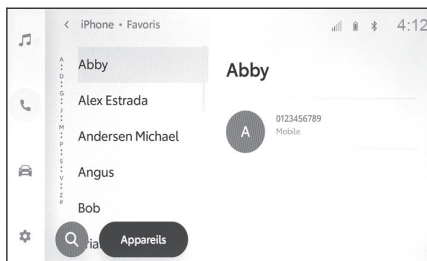 iPhone • Favoris
4:12
A
D
G
J
M
P
S
V
Z
#
Abby
Alex Estrada
Andersen Michael
Angus
Bob
Appareils
Abby
A
0123456789
Mobile